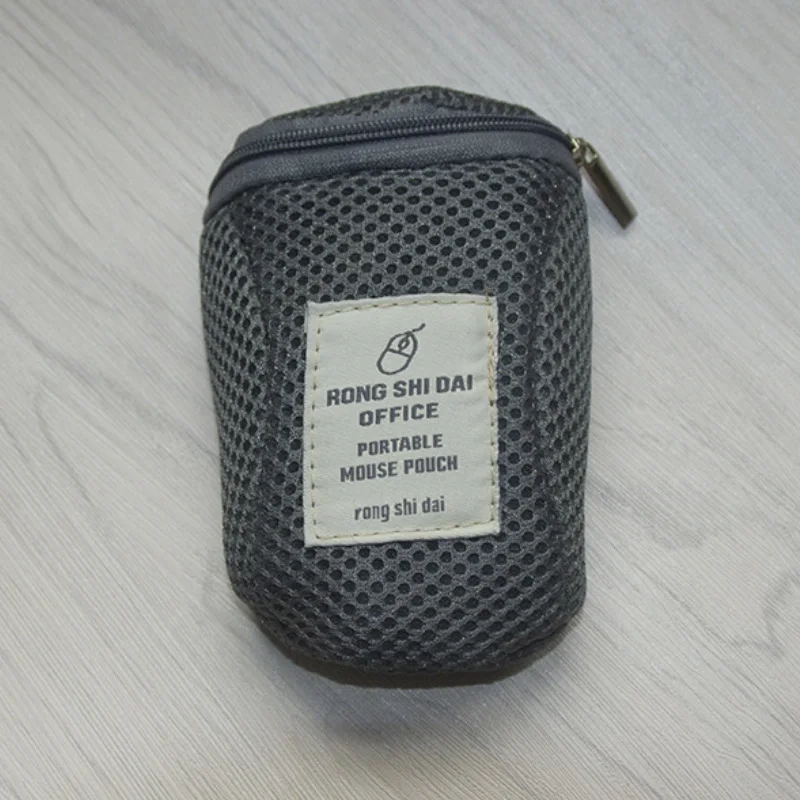 RONG SHI DAI
OFFICE
PORTABLE
MOUSE POUCH
rong shi dai